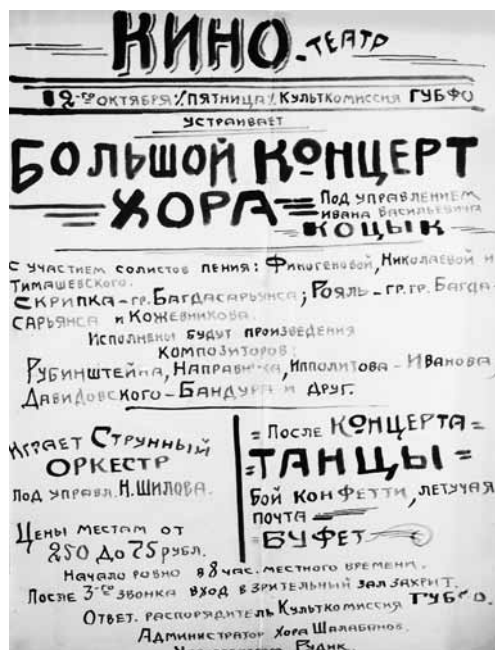 КИНО-ТЕАТР
12-го ОКТЯБРЯ /ПЯТНИЦА/ КУЛЬТКОМИССИЯ ГУБФО
УСТРАИВАЕТ
БОЛЬШОЙ КОНЦЕРТ
ХОРА
ПОД УПРАВЛЕНИЕМ
ИВАНА ВАСИЛЬЕВИЧА
КОЦЫК
С УЧАСТИЕМ СОЛИСТОВ ПЕНИЯ: ФИНОГЕНОВОЙ, НИКОЛАЕВОЙ И
ТИМАШЕВСКОГО.
СКРИПКА - ГР. БАГДАСАРЬЯНСА; РОЯЛЬ - ГР. ГР. БАГДА-
САРЬЯНСА И КОЖЕВНИКОВА.
ИСПОЛНЕНЫ БУДУТ ПРОИЗВЕДЕНИЯ
КОМПОЗИТОРОВ:
РУБИНШТЕЙНА, НАПРАВНИКА, ИППОЛИТОВА - ИВАНОВА,
ДАВИДОВСКОГО - БАНДУРА И ДРУГ.
ИГРАЕТ СТРУННЫЙ
ОРКЕСТР
ПОД УПРАВЛ. Н. ШИЛОВА.
ЦЕНЫ МЕСТАМ ОТ
250 ДО 75 РУБЛ.
= ПОСЛЕ КОНЦЕРТА =
= ТАНЦЫ =
БОЙ КОНФЕТТИ, ЛЕТУЧАЯ
ПОЧТА
БУФЕТ
НАЧАЛО РОВНО В 8 ЧАС. МЕСТНОГО ВРЕМЕНИ.
ПОСЛЕ 3-ГО ЗВОНКА ВХОД В ЗРИТЕЛЬНЫЙ ЗАЛ ЗАКРЫТ.
ОТВЕТ. РАСПОРЯДИТЕЛЬ КУЛЬТКОМИССИЯ ГУБФО.
АДМИНИСТРАТОР ХОРА ШАЛАБАНОВ.
РУДИК.